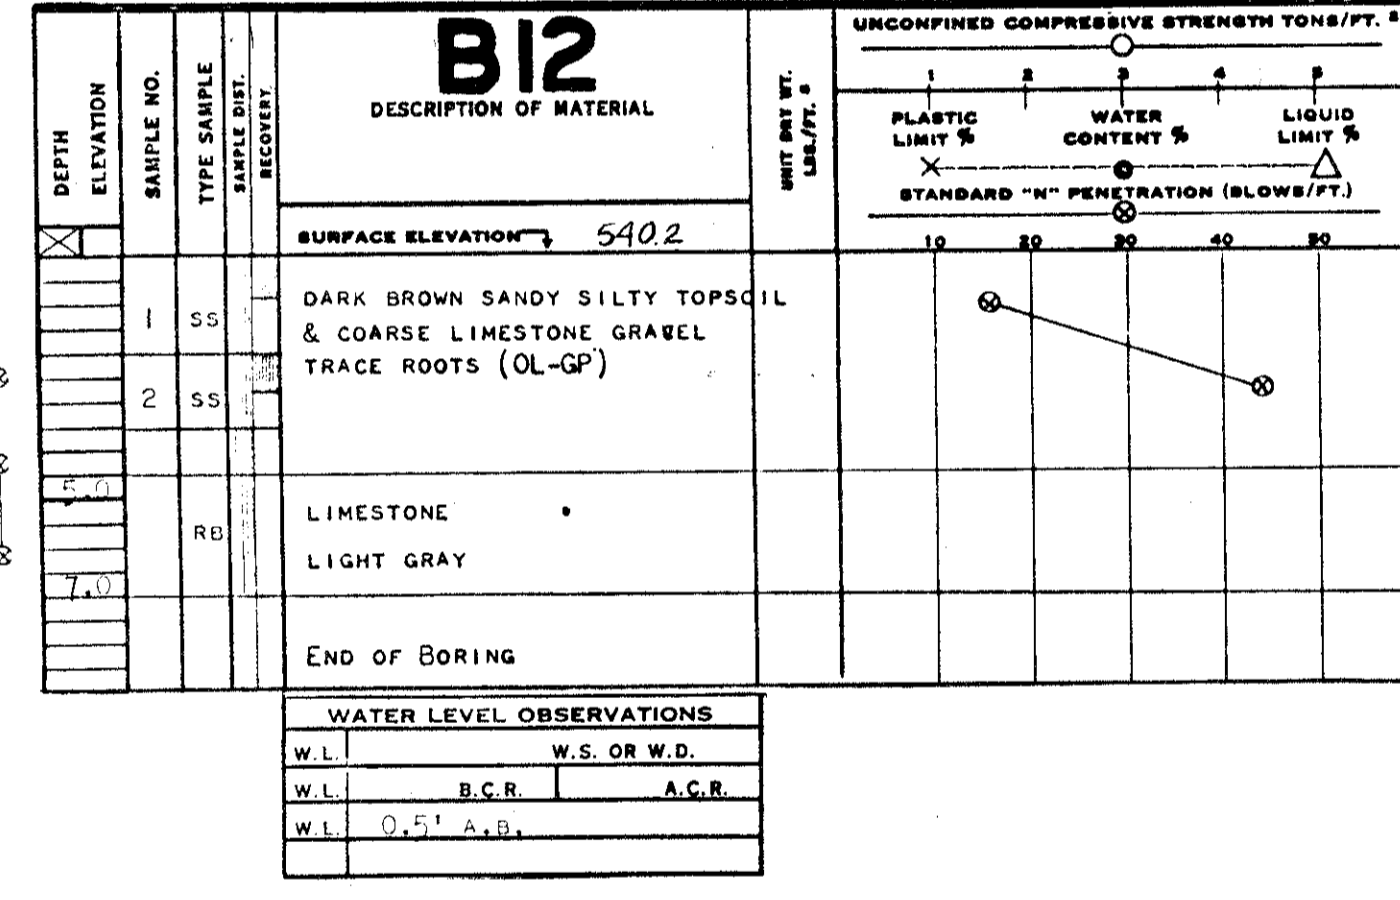 B12
DESCRIPTION OF MATERIAL
DEPTH
ELEVATION
SAMPLE NO.
TYPE SAMPLE
SAMPLE DIST.
RECOVERY
SURFACE ELEVATION 540.2
UNIT DRY WT.
LBS./FT. 3
UNCONFINED COMPRESSIVE STRENGTH TONS/FT. 2
1 2 3 4 5
PLASTIC LIMIT %
WATER CONTENT %
LIQUID LIMIT %
STANDARD "N" PENETRATION (BLOWS/FT.)
10 20 30 40 50
1 SS
DARK BROWN SANDY SILTY TOPSOIL
& COARSE LIMESTONE GRAVEL
TRACE ROOTS (OL-GP)
2 SS
5.0
RB
LIMESTONE
LIGHT GRAY
7.0
END OF BORING
WATER LEVEL OBSERVATIONS
W.L. W.S. OR W.D.
W.L. B.C.R. A.C.R.
W.L. 0.5' A.B.